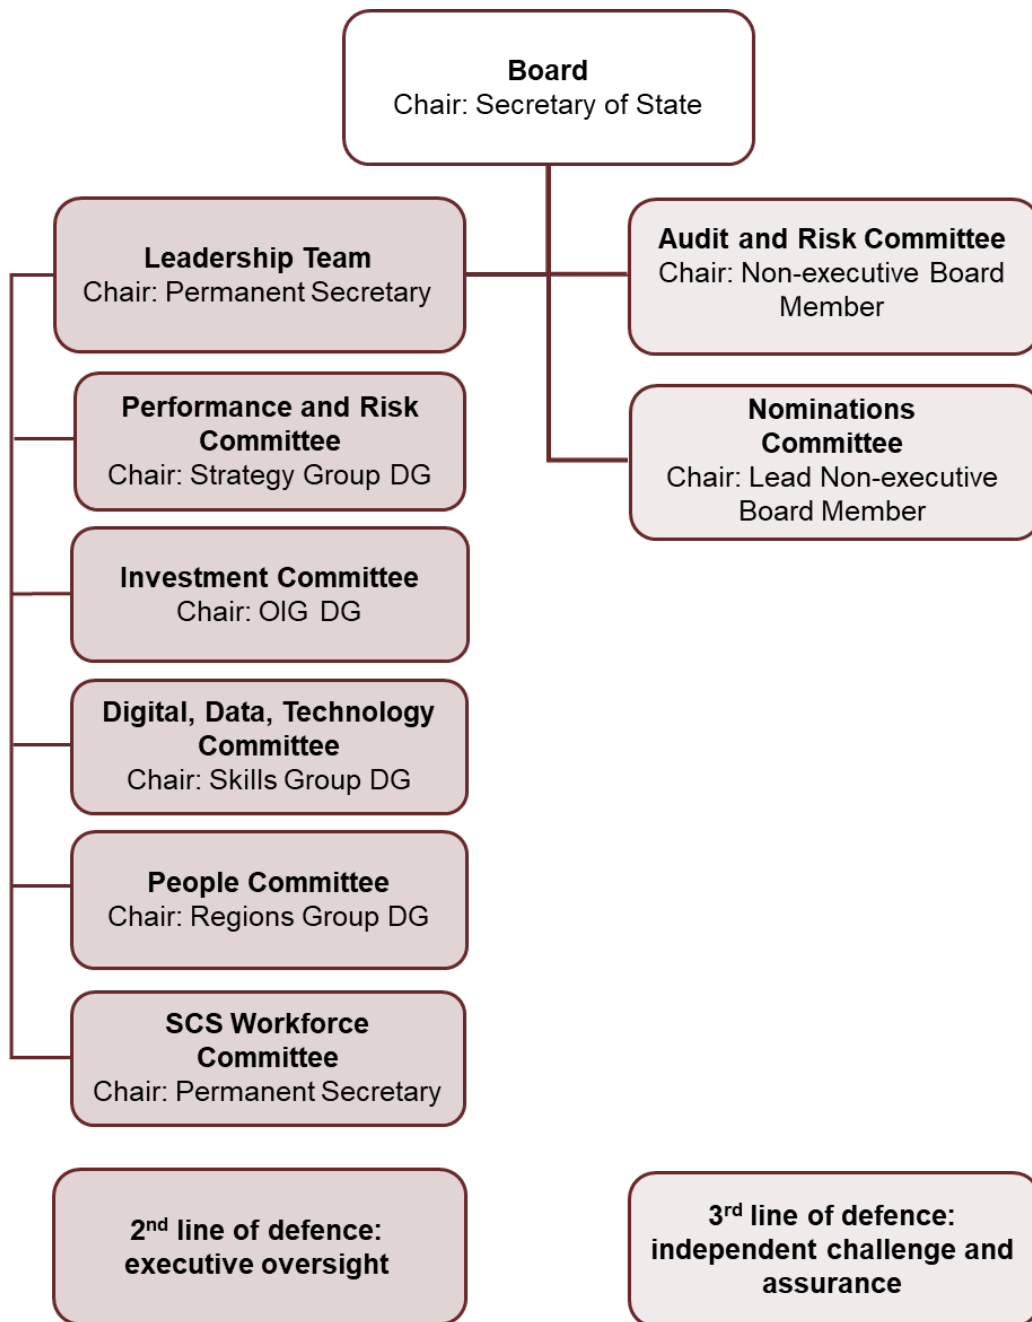 Board
Chair: Secretary of State
Leadership Team
Chair: Permanent Secretary
Audit and Risk Committee
Chair: Non-executive Board
Member
Performance and Risk
Committee
Chair: Strategy Group DG
Nominations
Committee
Chair: Lead Non-executive
Board Member
Investment Committee
Chair: OIG DG
Digital, Data, Technology
Committee
Chair: Skills Group DG
People Committee
Chair: Regions Group DG
SCS Workforce
Committee
Chair: Permanent Secretary
2nd line of defence:
executive oversight
3rd line of defence:
independent challenge and
assurance